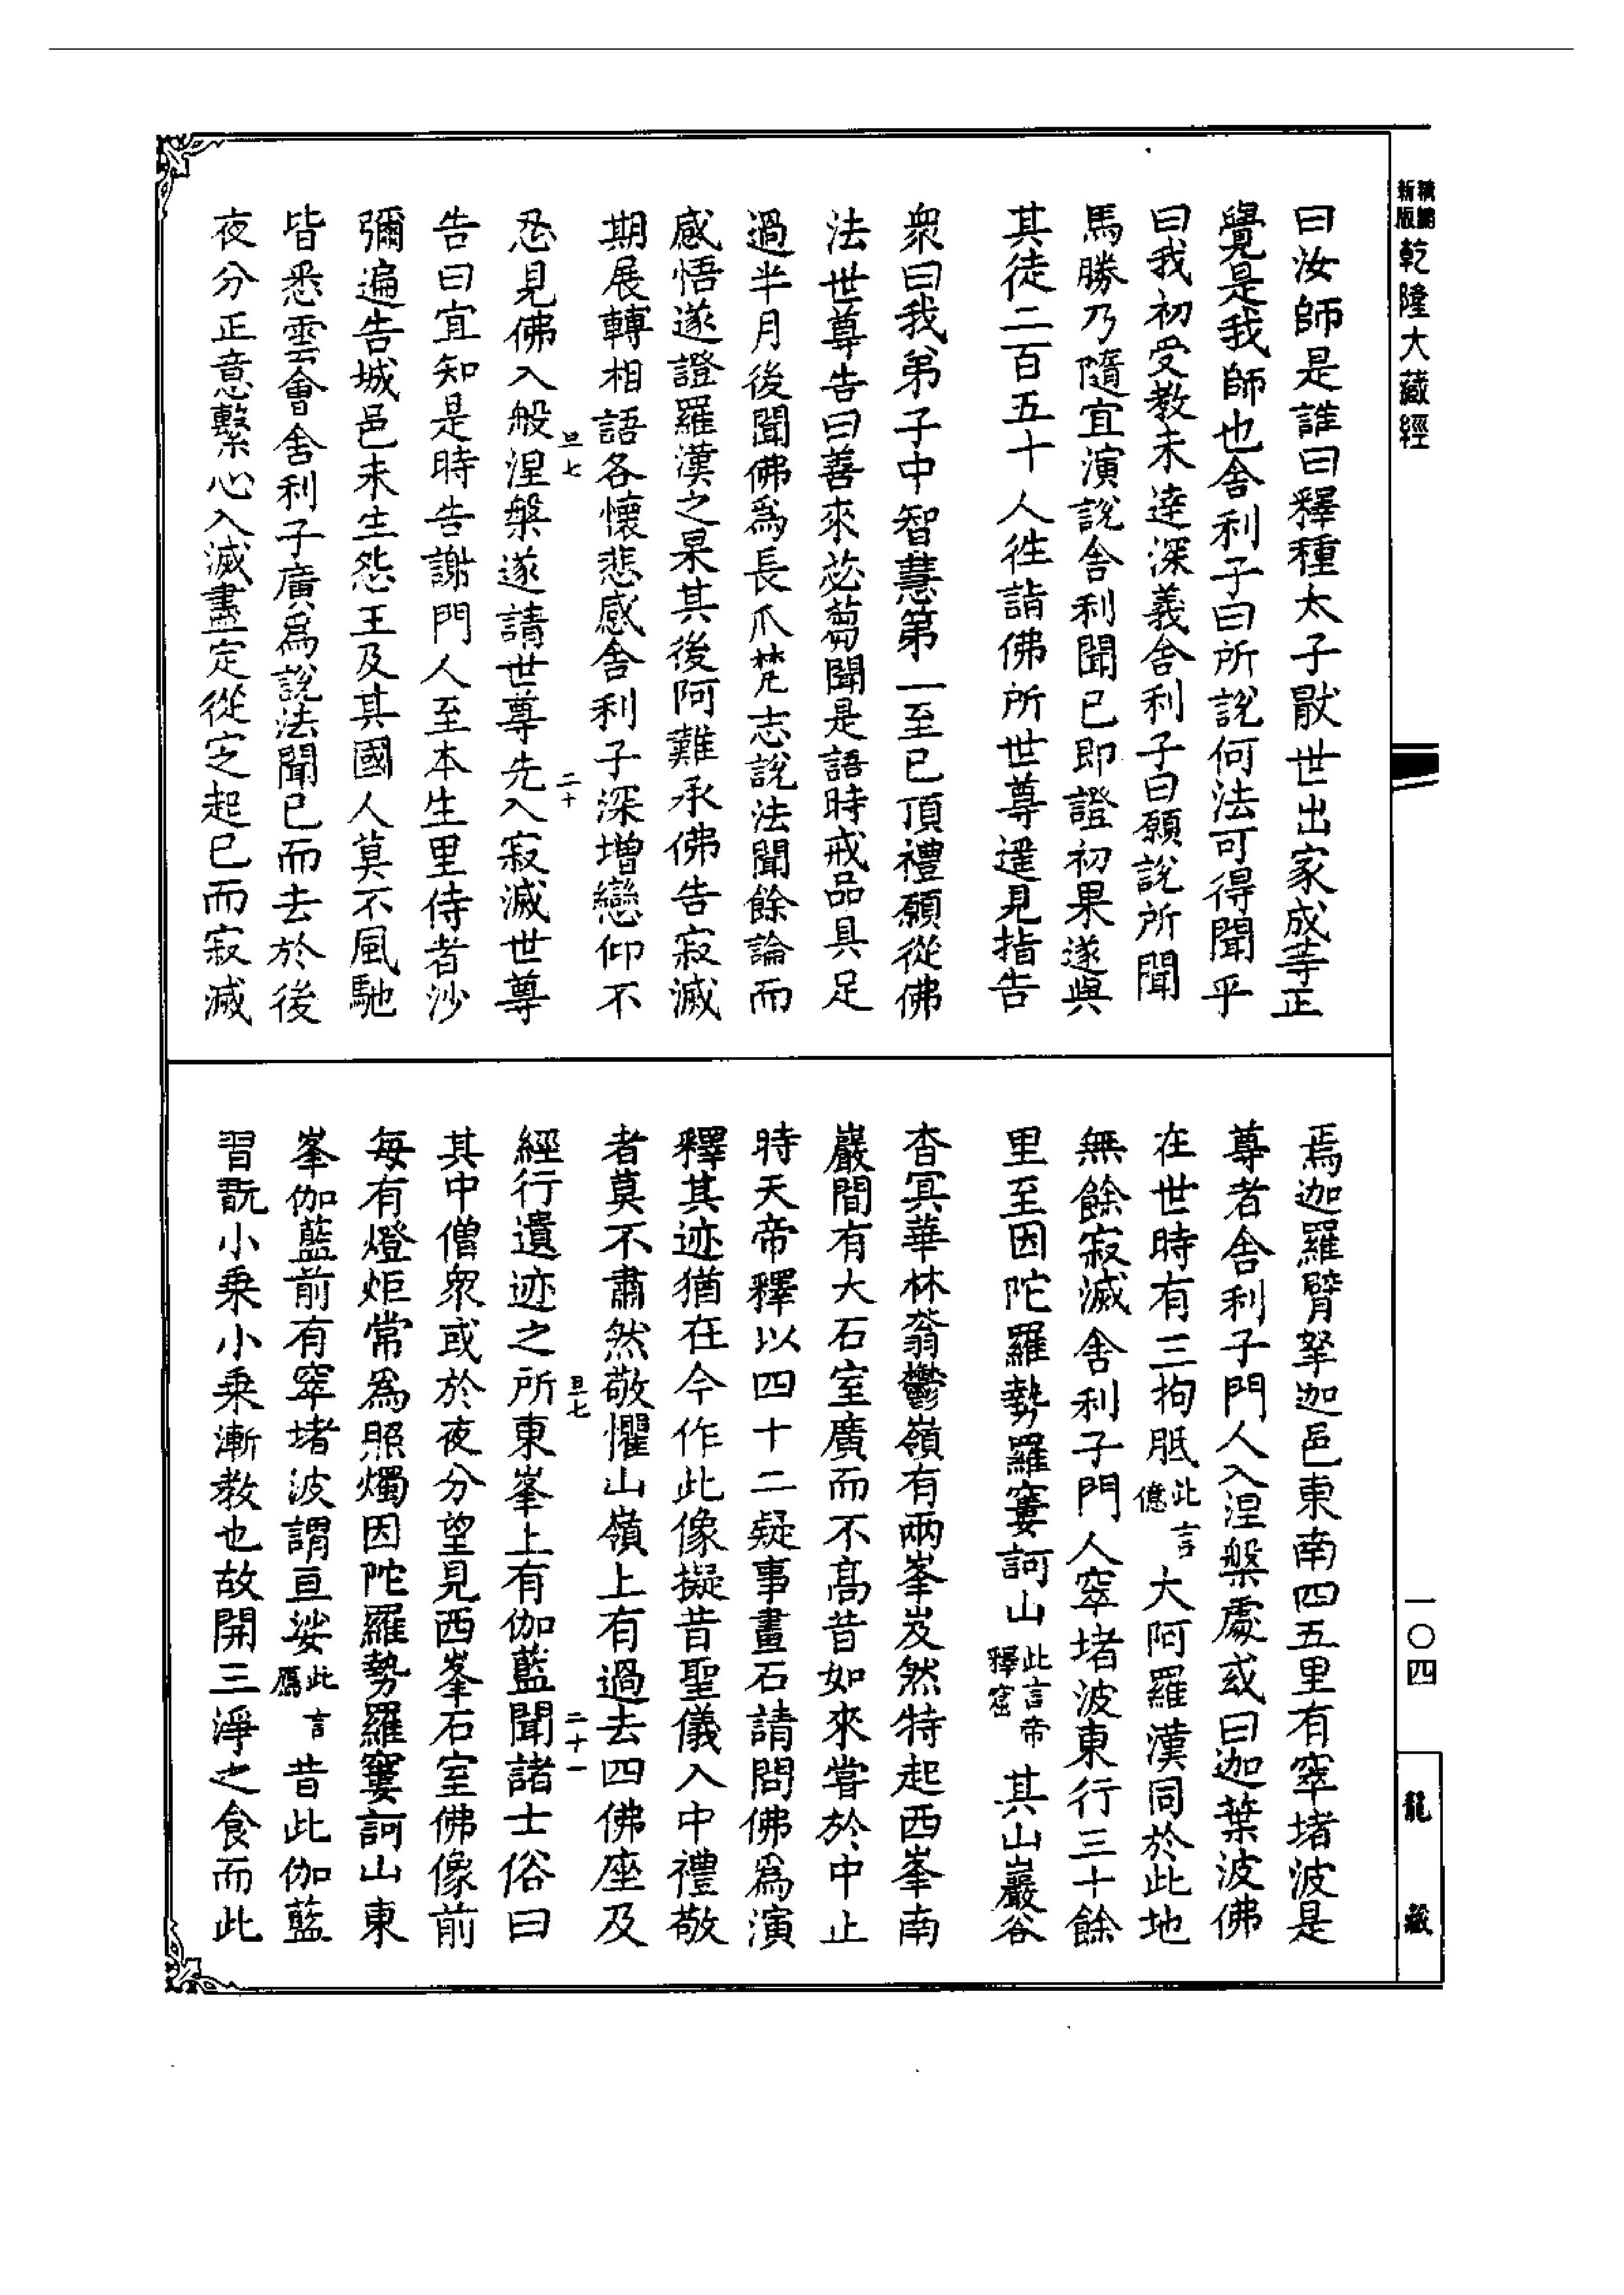 新版
精編
乾隆大藏經
一〇四
龍藏
曰汝師是誰曰釋種太子猒世出家成等正
覺是我師也舍利子曰所說何法可得聞乎
曰我初受教未達深義舍利子曰願說所聞
馬勝乃隨宜演說舍利聞已即證初果遂與
其徒二百五十人徃詣佛所世尊遥見指告
衆曰我弟子中智慧第一至已頂禮願從佛
法世尊告曰善來苾蒭聞是語時戒品具足
過半月後聞佛爲長爪梵志說法聞餘論而
感悟遂證羅漢之果其後阿難承佛告寂滅
期展轉相語各懷悲感舍利子深增戀仰不
旦七
二十
忍見佛入般涅槃遂請世尊先入寂滅世尊
告曰宜知是時告謝門人至本生里侍者沙
彌遍告城邑未生怨王及其國人莫不風馳
皆悉雲會舍利子廣爲說法聞已而去於後
夜分正意繫心入滅盡定從定起已而寂滅
焉迦羅臂拏迦邑東南四五里有窣堵波是
尊者舍利子門人入涅槃處或曰迦葉波佛
在世時有三拘胝此言億大阿羅漢同於此地
無餘寂滅舍利子門人窣堵波東行三十餘
里至因陀羅勢羅窶訶山此言帝釋窟其山巖谷
杳冥華林蓊鬱嶺有兩峯岌然特起西峯南
巖間有大石室廣而不高昔如來嘗於中止
時天帝釋以四十二疑事畫石請問佛爲演
釋其迹猶在今作此像擬昔聖儀入中禮敬
者莫不肅然敬懼山嶺上有過去四佛座及
旦七
二十一
經行遺迹之所東峯上有伽藍聞諸士俗曰
其中僧衆或於夜分望見西峯石室佛像前
每有燈炬常爲照燭因陀羅勢羅窶訶山東
峯伽藍前有窣堵波謂亘娑此言鴈昔此伽藍
習翫小乘小乘漸教也故開三淨之食而此